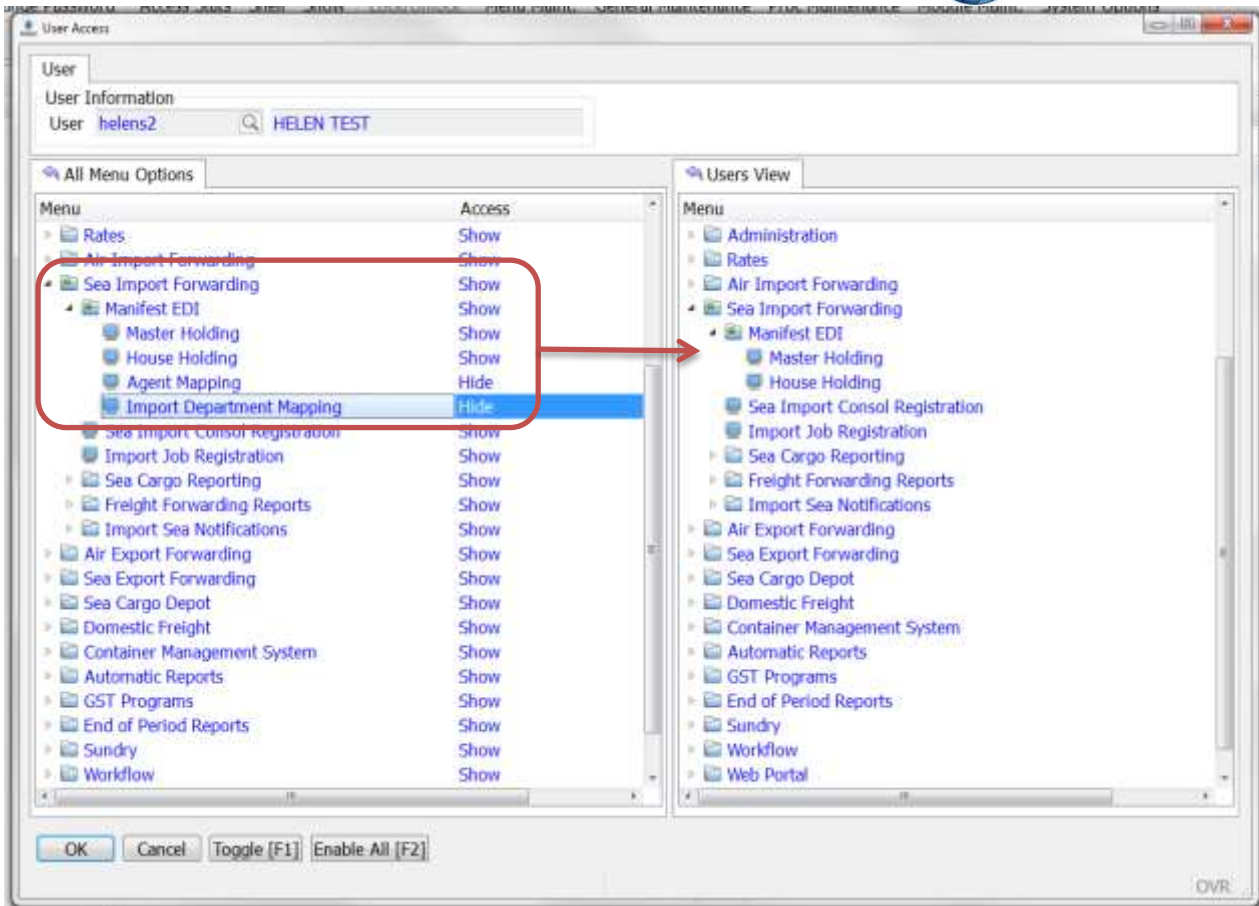 User Access
User
User Information
User helens2 HELEN TEST
All Menu Options
Menu Access
Rates Show
Air Import Forwarding Show
Sea Import Forwarding Show
Manifest EDI Show
Master Holding Show
House Holding Show
Agent Mapping Hide
Import Department Mapping Hide
Sea Import Consol Registration Show
Import Job Registration Show
Sea Cargo Reporting Show
Freight Forwarding Reports Show
Import Sea Notifications Show
Air Export Forwarding Show
Sea Export Forwarding Show
Sea Cargo Depot Show
Domestic Freight Show
Container Management System Show
Automatic Reports Show
GST Programs Show
End of Period Reports Show
Sundry Show
Workflow Show
Users View
Menu
Administration
Rates
Air Import Forwarding
Sea Import Forwarding
Manifest EDI
Master Holding
House Holding
Sea Import Consol Registration
Import Job Registration
Sea Cargo Reporting
Freight Forwarding Reports
Import Sea Notifications
Air Export Forwarding
Sea Export Forwarding
Sea Cargo Depot
Domestic Freight
Container Management System
Automatic Reports
GST Programs
End of Period Reports
Sundry
Workflow
Web Portal
OK Cancel Toggle [F1] Enable All [F2]
OVR